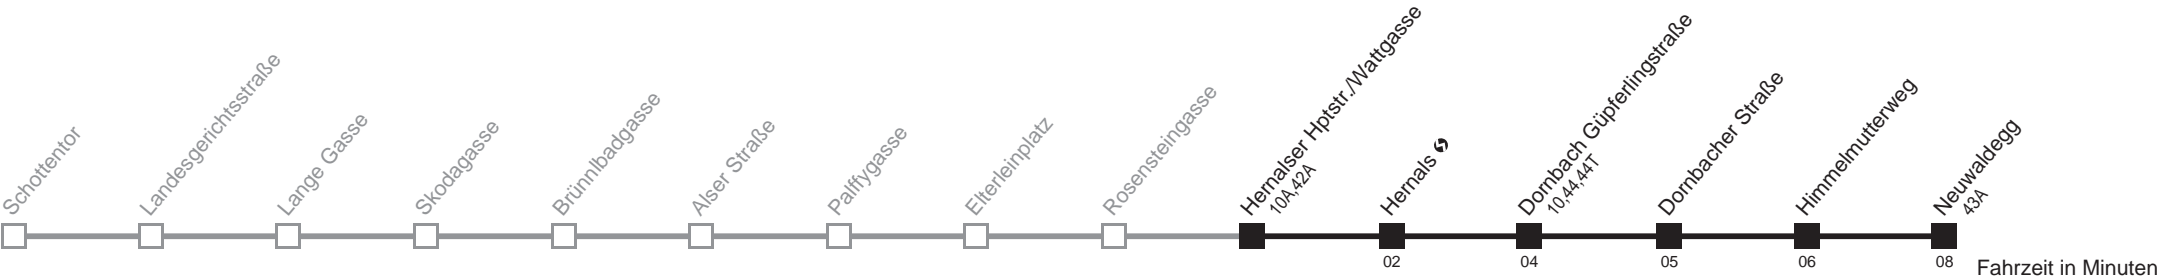 Schottentor
Landesgerichtsstraße
Lange Gasse
Skodagasse
Brünnlbadgasse
Alser Straße
Palffygasse
Elterleinplatz
Rosensteingasse
Hernalser Hptstr./Wattgasse
10A,42A
Hernals
Dornbach Güpferlingstraße
10,44,44T
Dornbacher Straße
Himmelmutterweg
Neuwaldegg
43A
02 04 05 06 08 Fahrzeit in Minuten